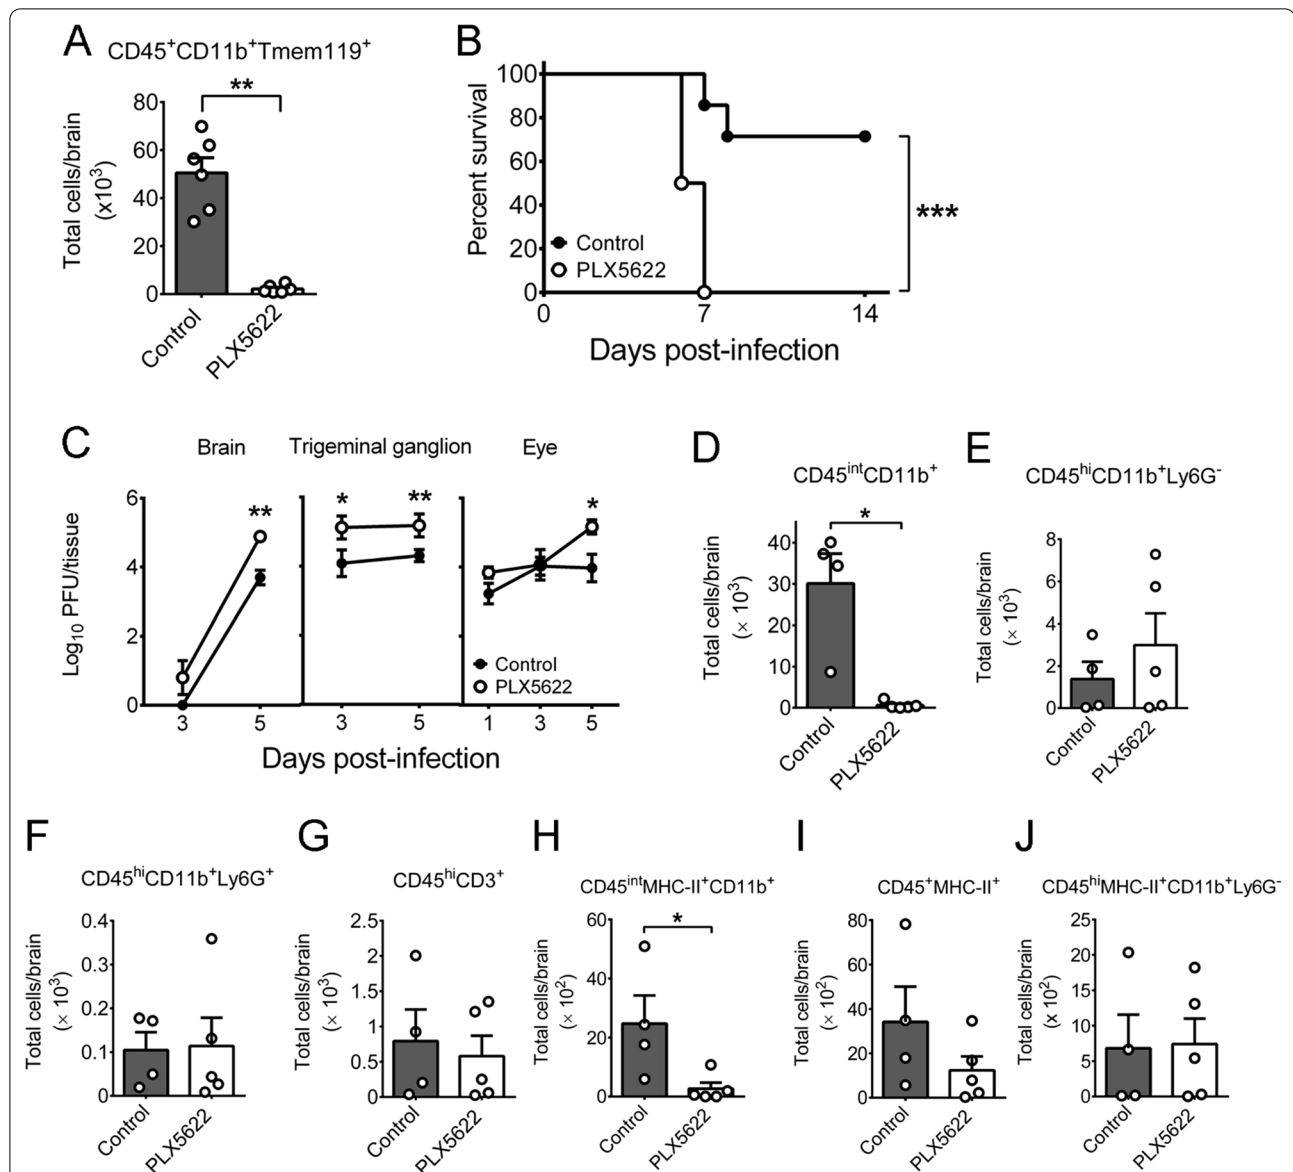 A
CD45⁺CD11b⁺Tmem119⁺
**
Total cells/brain
(x10³)
80
60
40
20
0
Control
PLX5622
B
Percent survival
100
80
60
40
20
0
Control
PLX5622
***
0
7
14
Days post-infection
C
Brain
Trigeminal ganglion
Eye
Log₁₀ PFU/tissue
6
4
2
0
**
*
**
*
Control
PLX5622
3
5
3
5
1
3
5
Days post-infection
D
CD45ⁱⁿᵗCD11b⁺
*
Total cells/brain
(× 10³)
40
30
20
10
0
Control
PLX5622
E
CD45ʰⁱCD11b⁺Ly6G⁻
Total cells/brain
(× 10³)
8
6
4
2
0
Control
PLX5622
F
CD45ʰⁱCD11b⁺Ly6G⁺
Total cells/brain
(× 10³)
0.4
0.3
0.2
0.1
0
Control
PLX5622
G
CD45ʰⁱCD3⁺
Total cells/brain
(× 10³)
2.5
2
1.5
1
0.5
0
Control
PLX5622
H
CD45ⁱⁿᵗMHC-II⁺CD11b⁺
*
Total cells/brain
(× 10²)
60
40
20
0
Control
PLX5622
I
CD45⁺MHC-II⁺
Total cells/brain
(× 10²)
80
60
40
20
0
Control
PLX5622
J
CD45ʰⁱMHC-II⁺CD11b⁺Ly6G⁻
Total cells/brain
(x 10²)
25
20
15
10
5
0
Control
PLX5622